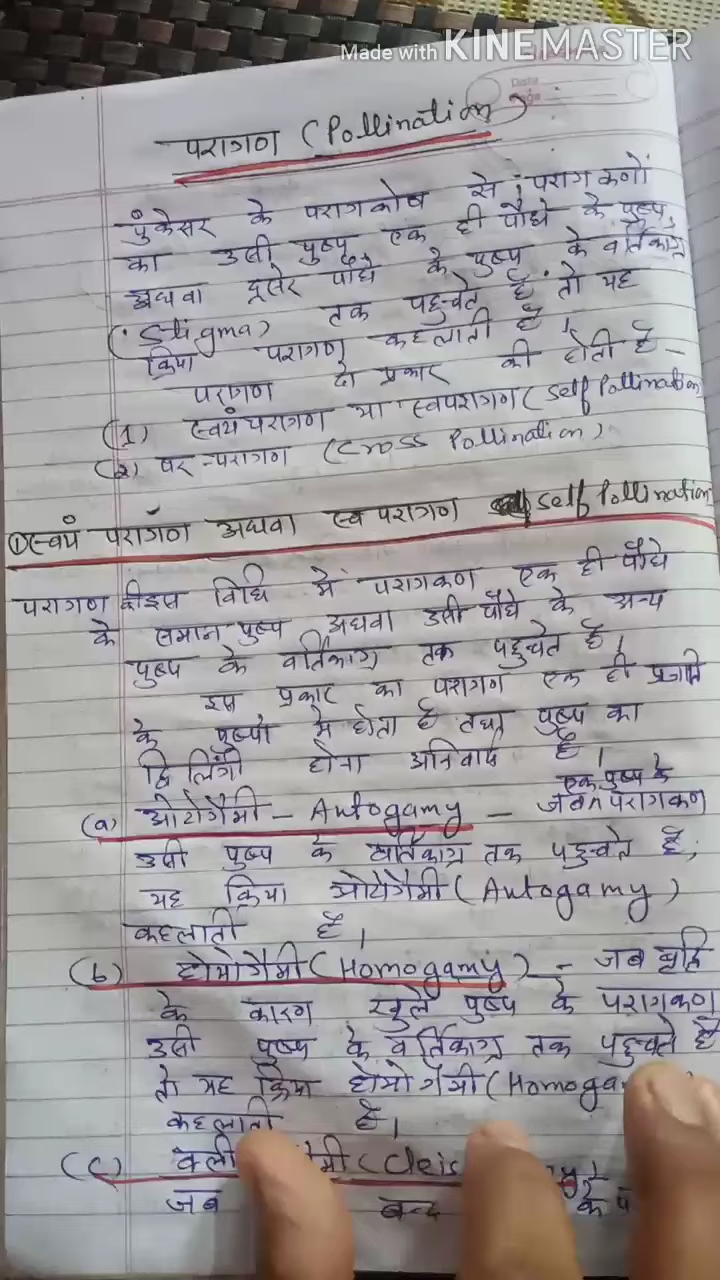 Made with KINEMASTER
Date
Page
परागण (Pollination)
पुंकेसर के परागकोष से परागकणों
का उसी पुष्प एक ही पौधे के पुष्प
अथवा दूसरे पौधे के पुष्प के वर्तिकाग्र
(Stigma) तक पहुचते हैं तो यह
क्रिया परागण कहलाती है।
परागण दो प्रकार की होती है -
(1) स्वयं परागण या स्वपरागण (Self Pollination)
(2) पर-परागण (Cross Pollination)
① स्वयं परागण अथवा स्व परागण self Pollination
परागण की इस विधि में परागकण एक ही पौधे
के समान पुष्प अथवा उसी पौधे के अन्य
पुष्प के वर्तिकाग्र तक पहुचते है।
इस प्रकार का परागण एक ही प्रजाति
के पुष्पो में होता है तथा पुष्प का
द्विलिंगी होना अनिवार्य है।
(a) ओटोगैमी - Autogamy - जब एक पुष्प के परागकण
उसी पुष्प के वर्तिकाग्र तक पहुचते है,
यह क्रिया ओटोगैमी (Autogamy)
कहलाती है।
(b) होमोगैमी (Homogamy) - जब
के कारण खुले पुष्प के परागकण
उसी पुष्प के वर्तिकाग्र तक पहुचते है
तो यह क्रिया होमोगैमी (Homoga
कहलाती है।
(c) क्ली मी (Cleis
जब बन्द के प